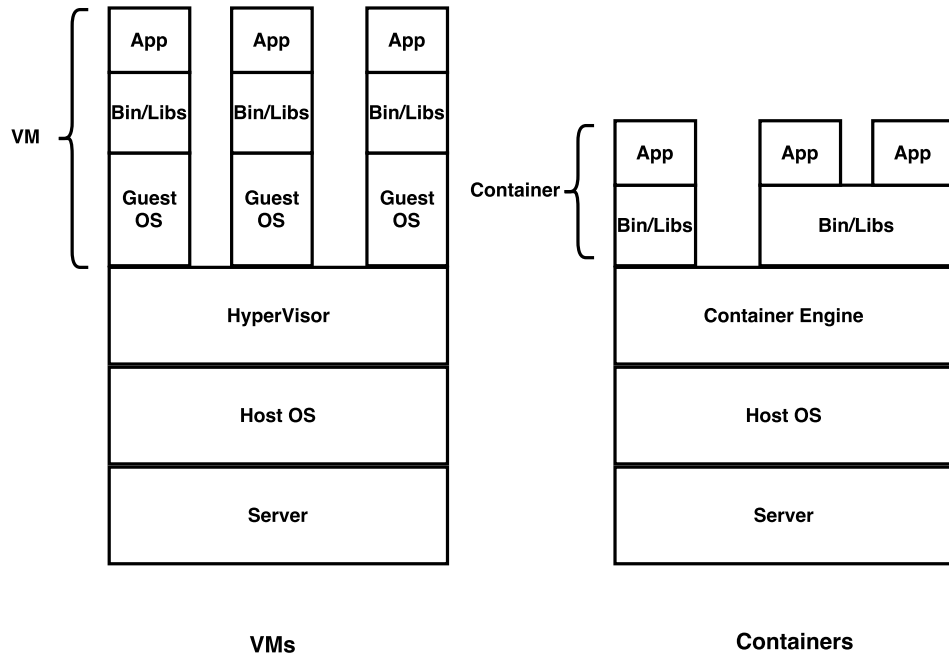 App
App
App
Bin/Libs
Bin/Libs
Bin/Libs
VM
Guest
OS
Guest
OS
Guest
OS
HyperVisor
Host OS
Server
VMs
Container
App
App
App
Bin/Libs
Bin/Libs
Container Engine
Host OS
Server
Containers